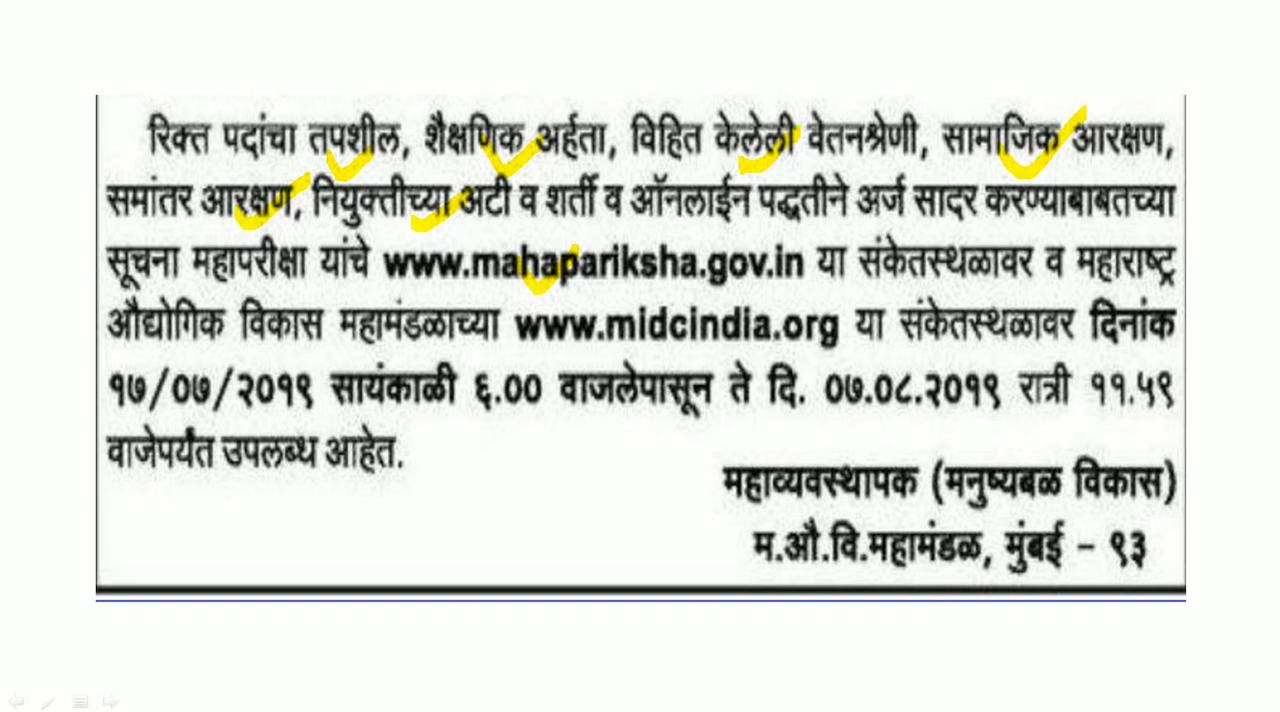 रिक्त पदांचा तपशील, शैक्षणिक अर्हता, विहित केलेली वेतनश्रेणी, सामाजिक आरक्षण,
समांतर आरक्षण, नियुक्तीच्या अटी व शर्ती व ऑनलाईन पद्धतीने अर्ज सादर करण्याबाबतच्या
सूचना महापरीक्षा यांचे www.mahapariksha.gov.in या संकेतस्थळावर व महाराष्ट्र
औद्योगिक विकास महामंडळाच्या www.midcindia.org या संकेतस्थळावर दिनांक
१७/०७/२०१९ सायंकाळी ६.00 वाजलेपासून ते दि. ०७.०८.२०१९ रात्री ११.५९
वाजेपर्यंत उपलब्ध आहेत.
महाव्यवस्थापक (मनुष्यबळ विकास)
म.औ.वि.महामंडळ, मुंबई – ९३